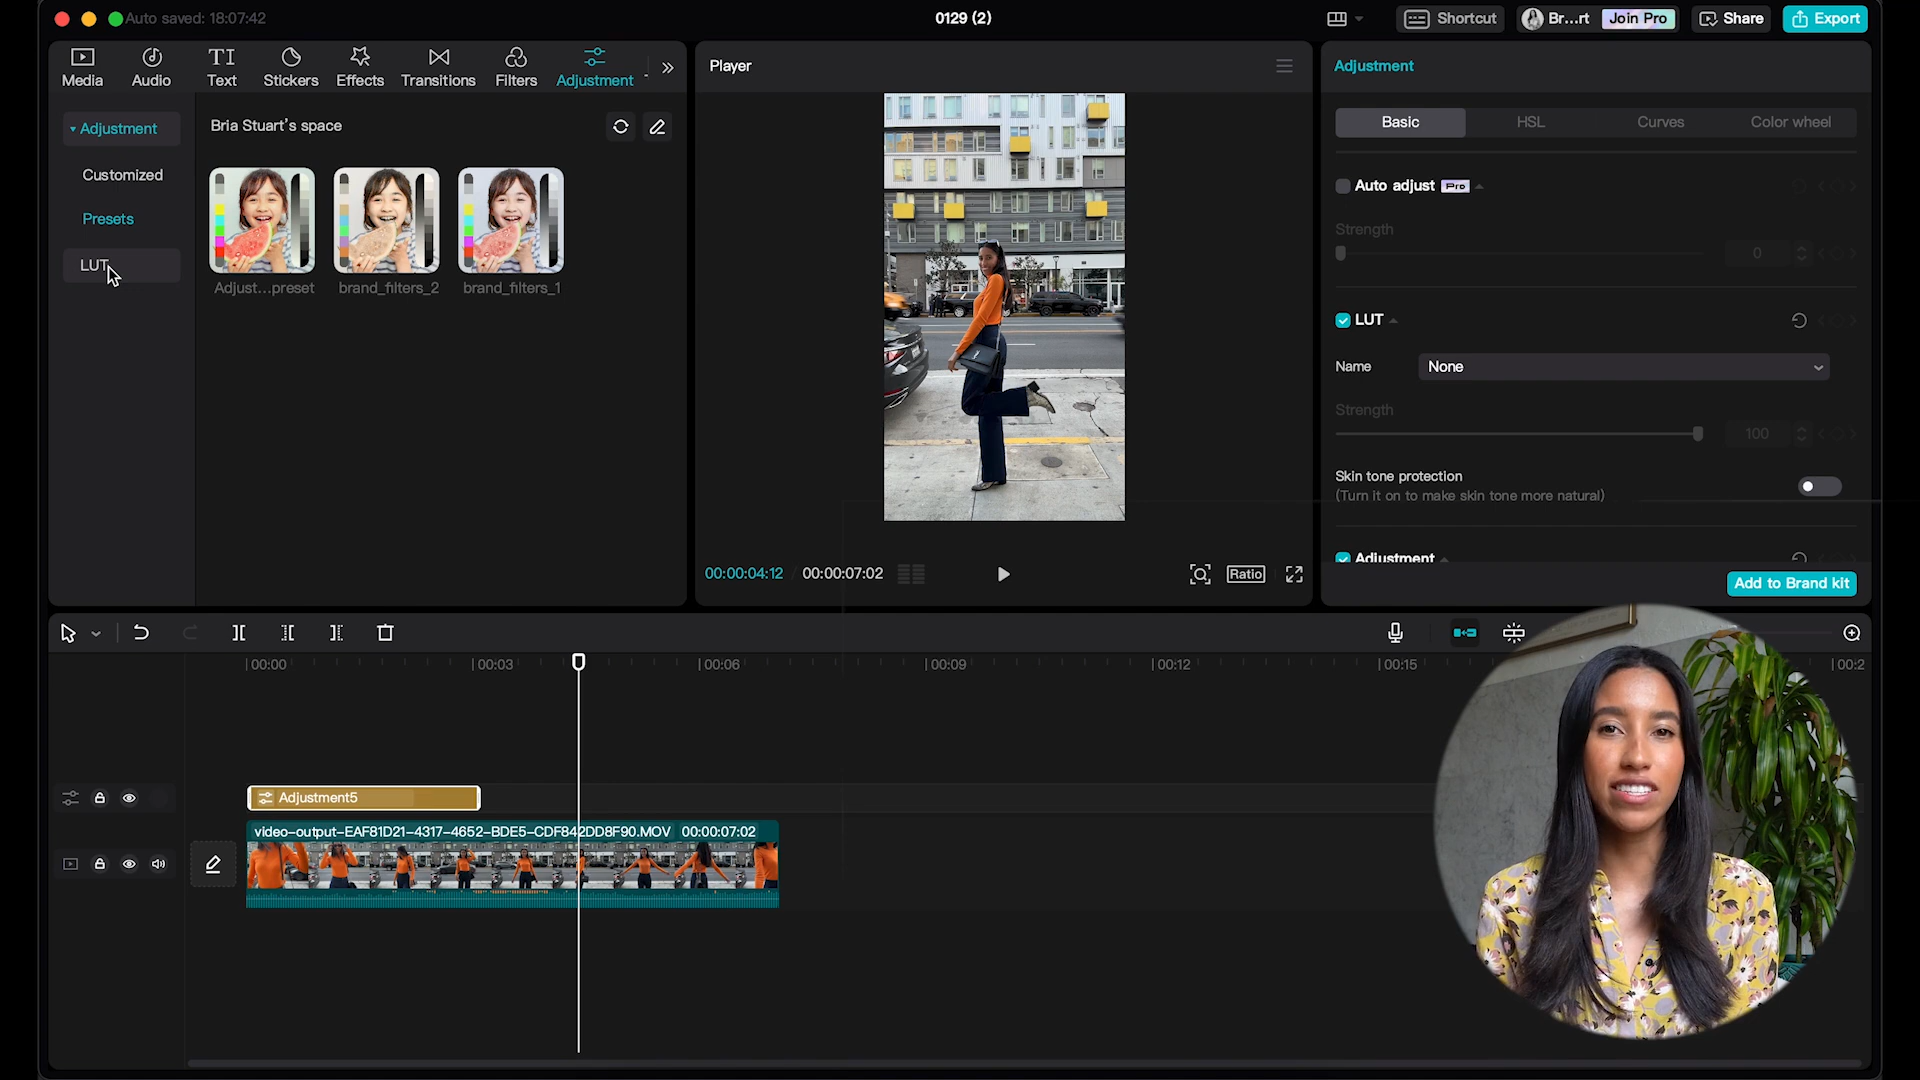 Auto saved: 18:07:42
0129 (2)
Shortcut
Br...rt
Join Pro
Share
Export
Media
Audio
TI
Text
Stickers
Effects
Transitions
Filters
Adjustment
Adjustment
Customized
Presets
LUT
Bria Stuart's space
Adjust...preset
brand_filters_2
brand_filters_1
Player
00:00:04:12
00:00:07:02
Ratio
Adjustment
Basic
HSL
Curves
Color wheel
Auto adjust
Pro
Strength
0
LUT
Name
None
Strength
100
Skin tone protection
(Turn it on to make skin tone more natural)
Adjustment
Add to Brand kit
00:00
00:03
00:06
00:09
00:12
00:15
00:2
Adjustment5
video-output-EAF81D21-4317-4652-BDE5-CDF842DD8F90.MOV
00:00:07:02